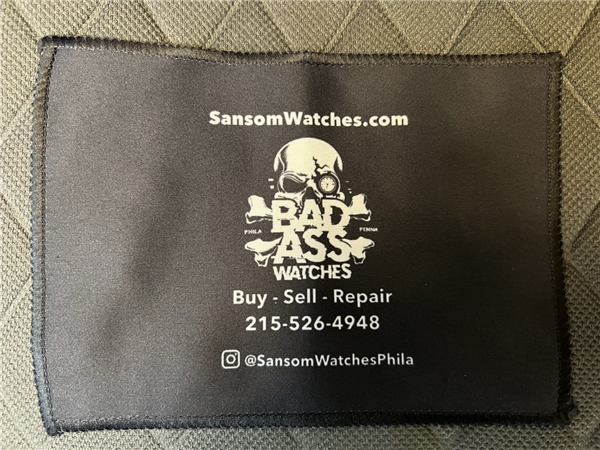 SansomWatches.com
BAD
PHILA PENNA
ASS
WATCHES
Buy - Sell - Repair
215-526-4948
@SansomWatchesPhila